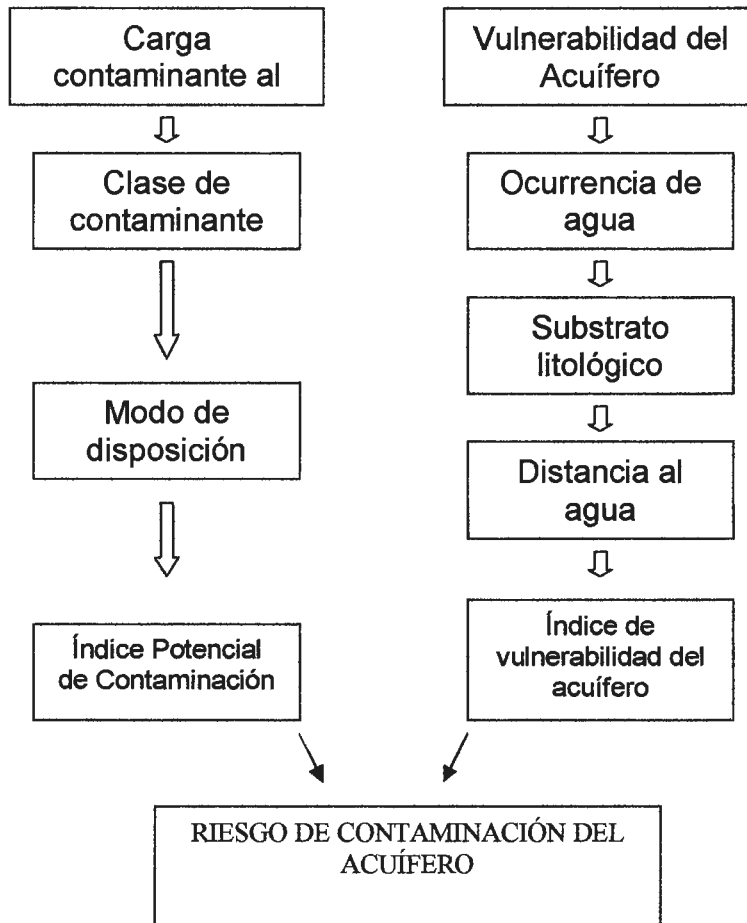 Carga
contaminante al
Clase de
contaminante
Modo de
disposición
Índice Potencial
de Contaminación
Vulnerabilidad del
Acuífero
Ocurrencia de
agua
Substrato
litológico
Distancia al
agua
Índice de
vulnerabilidad del
acuífero
RIESGO DE CONTAMINACIÓN DEL
ACUÍFERO